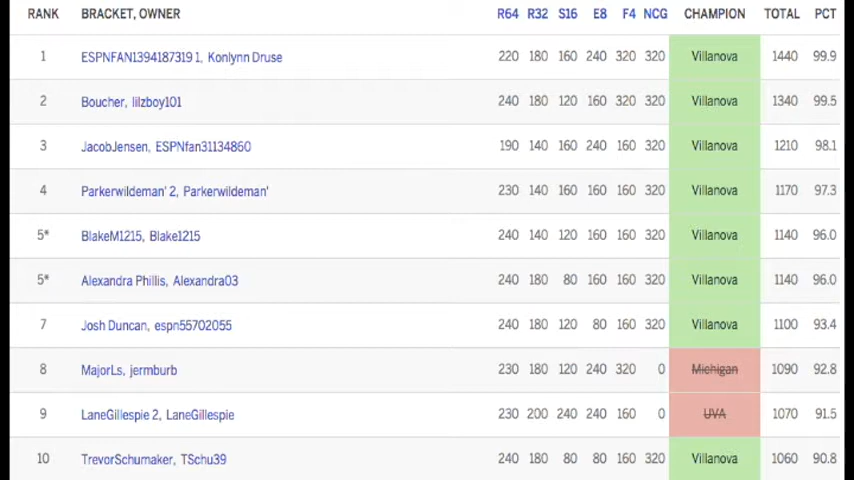 RANK BRACKET, OWNER R64 R32 S16 E8 F4 NCG CHAMPION TOTAL PCT
1 ESPNFAN1394187319 1, Konlynn Druse 220 180 160 240 320 320 Villanova 1440 99.9
2 Boucher, lilzboy101 240 180 120 160 320 320 Villanova 1340 99.5
3 JacobJensen, ESPNfan31134860 190 140 160 240 160 320 Villanova 1210 98.1
4 Parkerwildeman' 2, Parkerwildeman' 230 140 160 160 160 320 Villanova 1170 97.3
5* BlakeM1215, Blake1215 240 140 120 160 160 320 Villanova 1140 96.0
5* Alexandra Phillis, Alexandra03 240 180 80 160 160 320 Villanova 1140 96.0
7 Josh Duncan, espn55702055 240 180 120 80 160 320 Villanova 1100 93.4
8 MajorLs, jermburb 230 180 120 240 320 0 Michigan 1090 92.8
9 LaneGillespie 2, LaneGillespie 230 200 240 240 160 0 UVA 1070 91.5
10 TrevorSchumaker, TSchu39 240 180 80 80 160 320 Villanova 1060 90.8